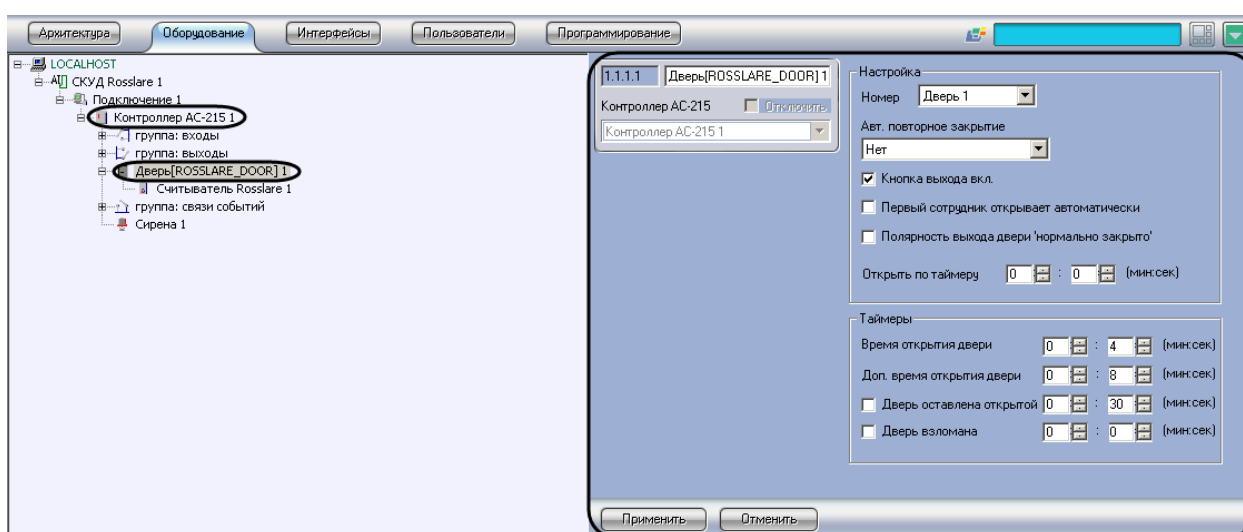 Архитектура Оборудование Интерфейсы Пользователи Программирование
LOCALHOST
СКУД Rosslare 1
Подключение 1
Контроллер AC-215 1
группа: входы
группа: выходы
Дверь[ROSSLARE_DOOR] 1
Считыватель Rosslare 1
группа: связи событий
Сирена 1
1.1.1.1 Дверь[ROSSLARE_DOOR] 1
Контроллер AC-215 Отключить
Контроллер AC-215 1
Настройка
Номер Дверь 1
Авт. повторное закрытие
Нет
Кнопка выхода вкл.
Первый сотрудник открывает автоматически
Полярность выхода двери 'нормально закрыто'
Открыть по таймеру 0 : 0 (мин:сек)
Таймеры
Время открытия двери 0 : 4 (мин:сек)
Доп. время открытия двери 0 : 8 (мин:сек)
Дверь оставлена открытой 0 : 30 (мин:сек)
Дверь взломана 0 : 0 (мин:сек)
Применить Отменить